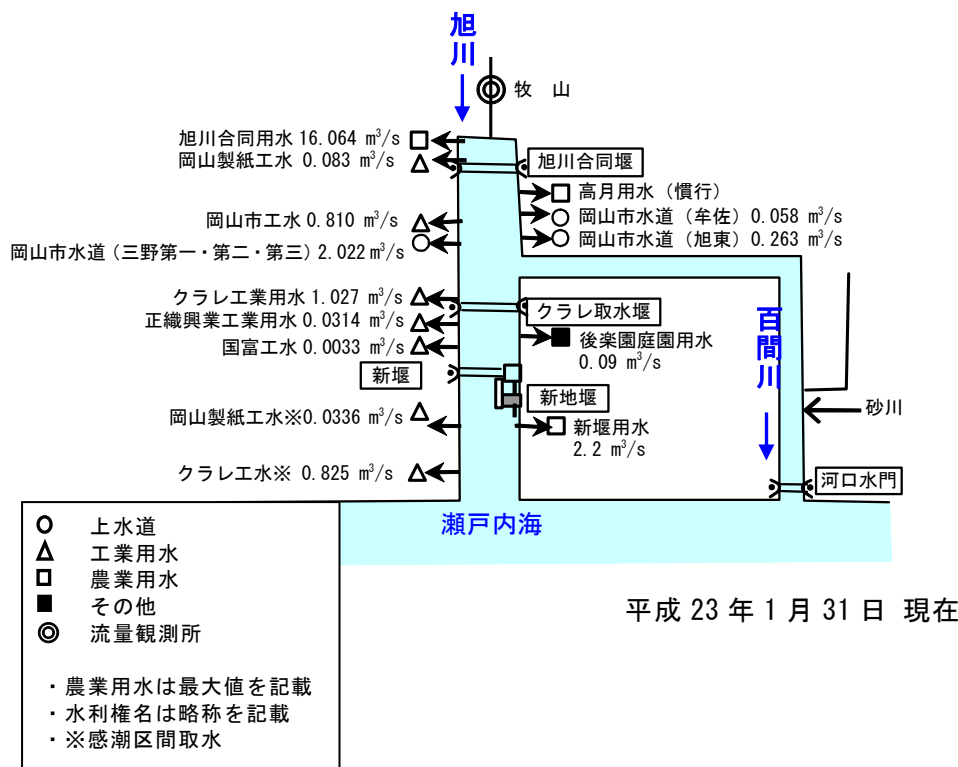 旭川
牧 山
旭川合同用水 16.064 m³/s
岡山製紙工水 0.083 m³/s
旭川合同堰
高月用水（慣行）
岡山市工水 0.810 m³/s
岡山市水道（牟佐）0.058 m³/s
岡山市水道（三野第一・第二・第三）2.022 m³/s
岡山市水道（旭東）0.263 m³/s
クラレ工業用水 1.027 m³/s
クラレ取水堰
正織興業工業用水 0.0314 m³/s
国富工水 0.0033 m³/s
後楽園庭園用水
0.09 m³/s
百間川
新堰
新地堰
砂川
岡山製紙工水※0.0336 m³/s
新堰用水
2.2 m³/s
クラレ工水※ 0.825 m³/s
河口水門
瀬戸内海
上水道
工業用水
農業用水
その他
流量観測所
・農業用水は最大値を記載
・水利権名は略称を記載
・※感潮区間取水
平成 23 年 1 月 31 日 現在